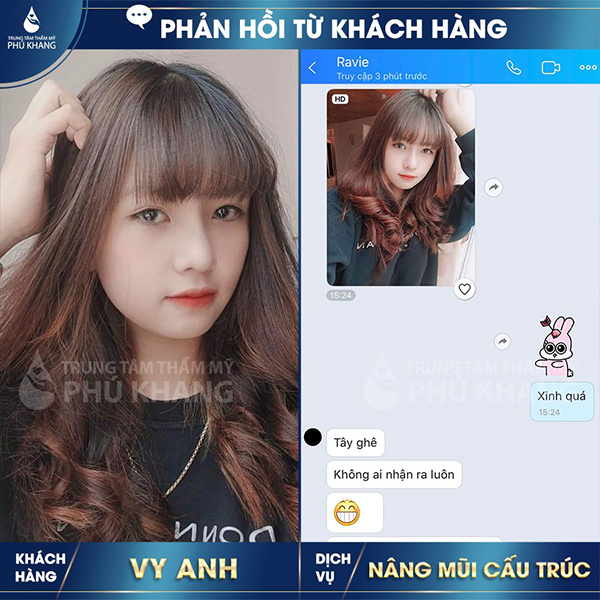 TRUNG TÂM THẨM MỸ
PHÚ KHANG
PHẢN HỒI TỪ KHÁCH HÀNG
Ravie
Truy cập 3 phút trước
HD
15:24
TRUNG TÂM THẨM MỸ
PHÚ KHANG
TRUNG TÂM THẨM MỸ
PHÚ KHANG
Xinh quá
15:24
Tây ghê
Không ai nhận ra luôn
KHÁCH
HÀNG
VY ANH
DỊCH
VỤ
NÂNG MŨI CẤU TRÚC